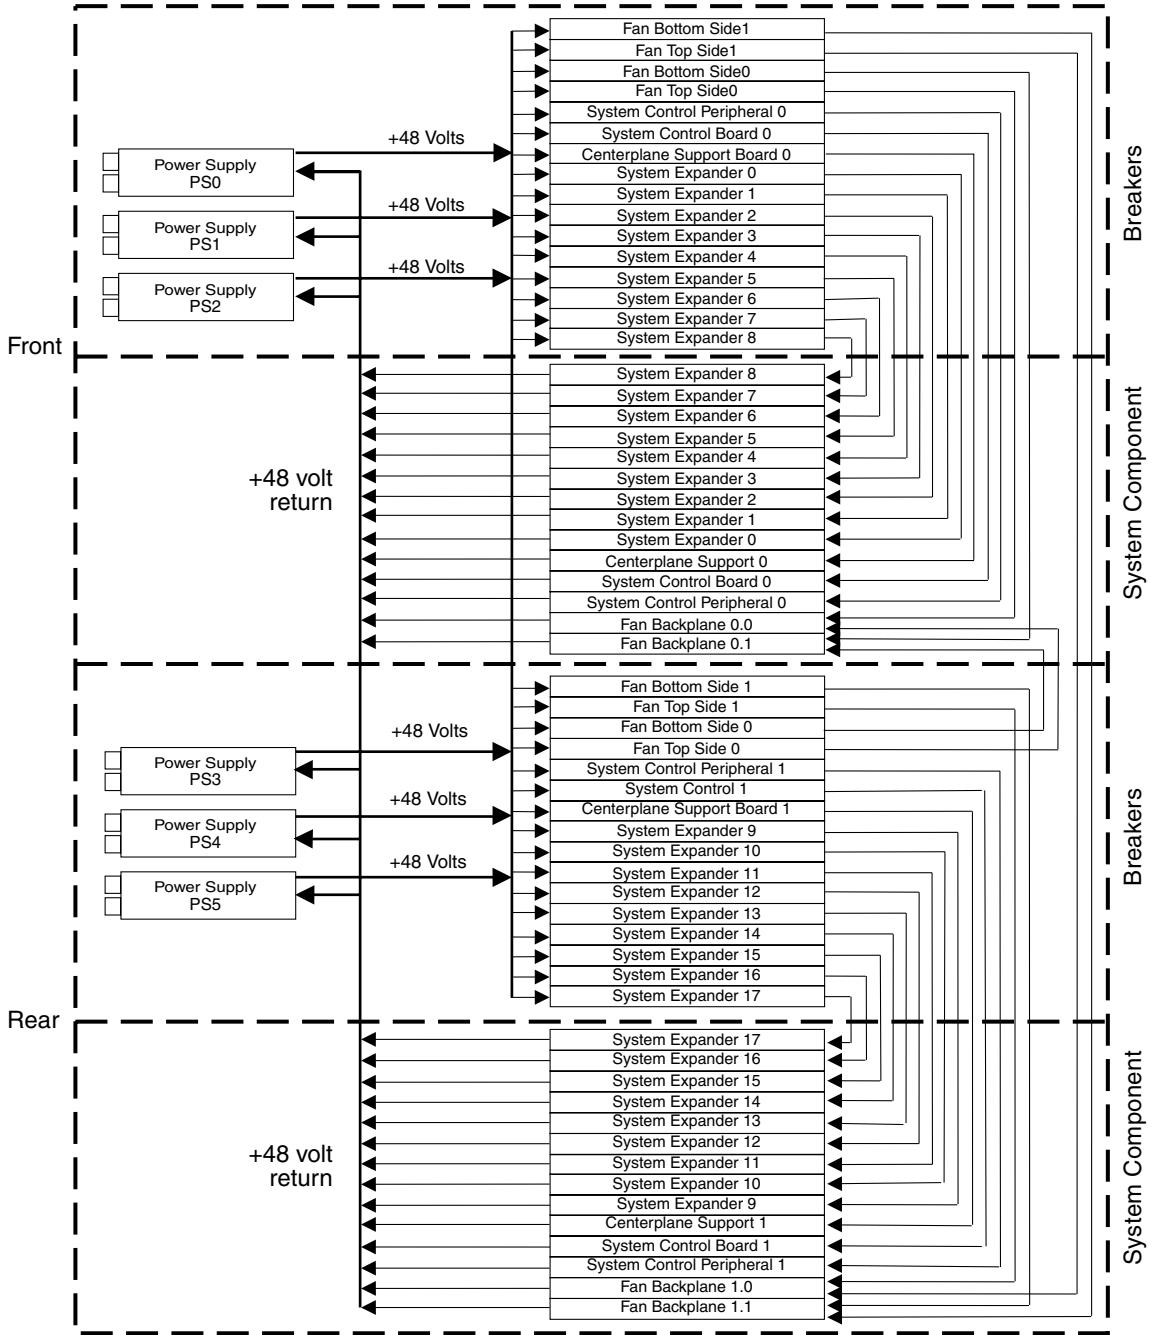 Fan Bottom Side1
Fan Top Side1
Fan Bottom Side0
Fan Top Side0
System Control Peripheral 0
System Control Board 0
Centerplane Support Board 0
System Expander 0
System Expander 1
System Expander 2
System Expander 3
System Expander 4
System Expander 5
System Expander 6
System Expander 7
System Expander 8
+48 Volts
Power Supply
PS0
+48 Volts
Power Supply
PS1
+48 Volts
Power Supply
PS2
Breakers
Front
System Expander 8
System Expander 7
System Expander 6
System Expander 5
System Expander 4
System Expander 3
System Expander 2
System Expander 1
System Expander 0
Centerplane Support 0
System Control Board 0
System Control Peripheral 0
Fan Backplane 0.0
Fan Backplane 0.1
+48 volt
return
System Component
Fan Bottom Side 1
Fan Top Side 1
Fan Bottom Side 0
Fan Top Side 0
System Control Peripheral 1
System Control 1
Centerplane Support Board 1
System Expander 9
System Expander 10
System Expander 11
System Expander 12
System Expander 13
System Expander 14
System Expander 15
System Expander 16
System Expander 17
+48 Volts
Power Supply
PS3
+48 Volts
Power Supply
PS4
+48 Volts
Power Supply
PS5
Breakers
Rear
System Expander 17
System Expander 16
System Expander 15
System Expander 14
System Expander 13
System Expander 12
System Expander 11
System Expander 10
System Expander 9
Centerplane Support 1
System Control Board 1
System Control Peripheral 1
Fan Backplane 1.0
Fan Backplane 1.1
+48 volt
return
System Component